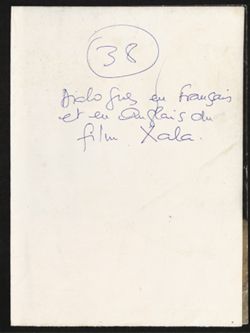 38
Dialogues en français
et en Anglais du
film Xala.